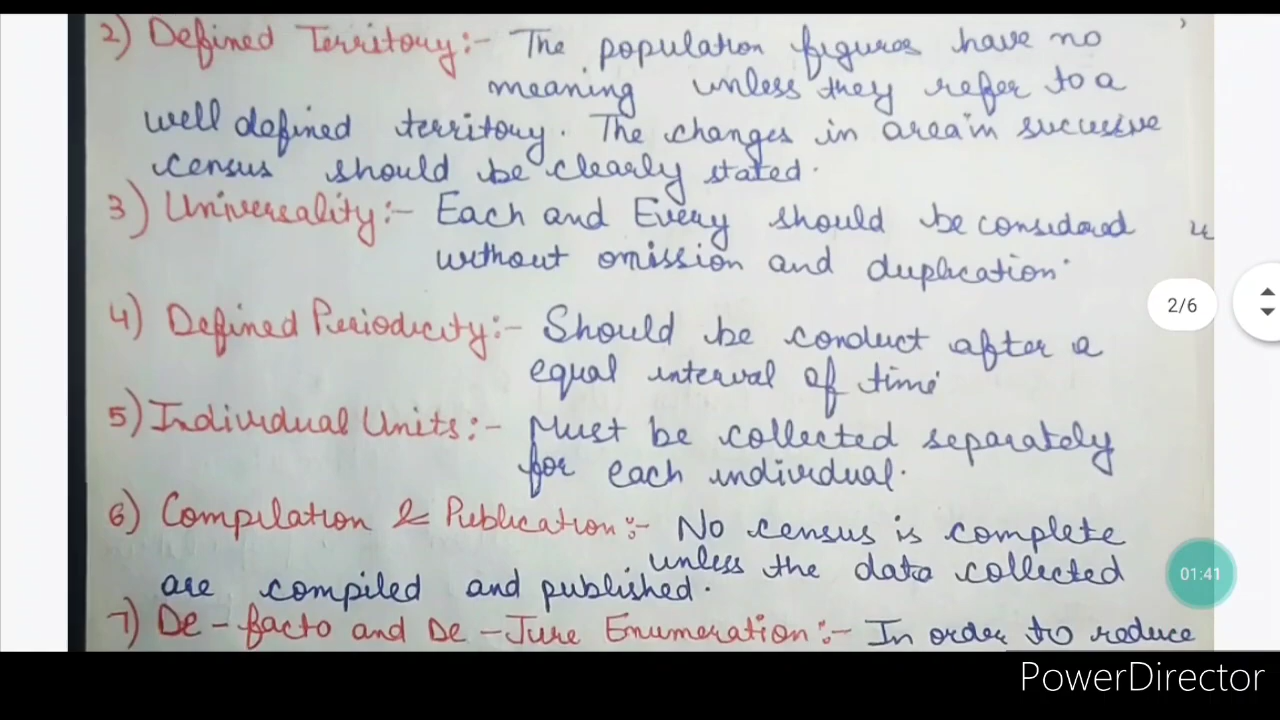 2) Defined Territory:- The population figures have no
meaning unless they refer to a
well defined territory. The changes in area in succesive
census should be clearly stated.
3) Universality:- Each and Every should be considered
without omission and duplication.
4) Defined Periodicity:- Should be conduct after a
equal interval of time
5) Individual Units:- Must be collected separately
for each individual.
6) Compilation & Publication:- No census is complete
unless the data collected
are compiled and published.
7) De-facto and De-Jure Enumeration:- In order to reduce
2/6
01:41
PowerDirector